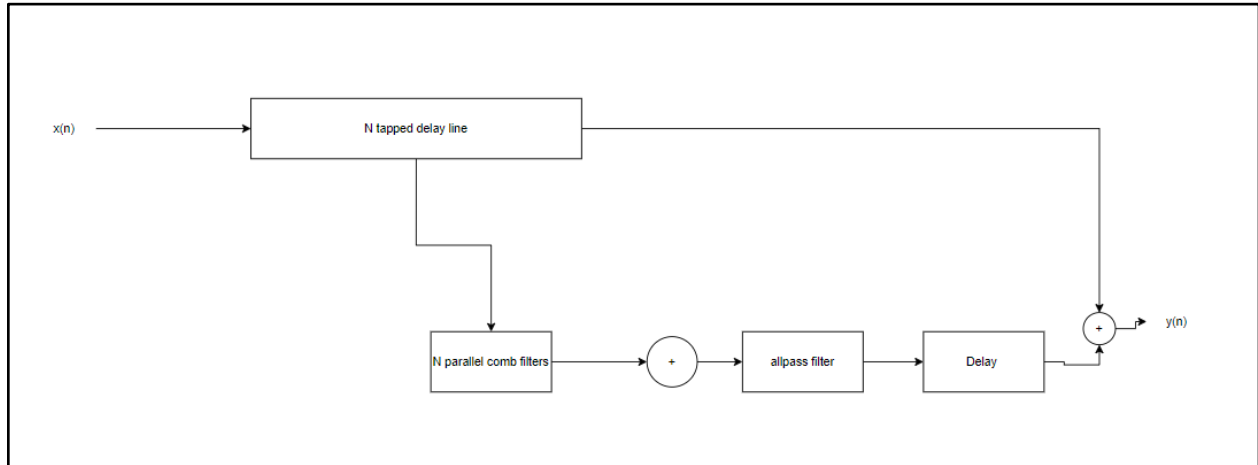 x(n)
N tapped delay line
N parallel comb filters
+
allpass filter
Delay
+
y(n)